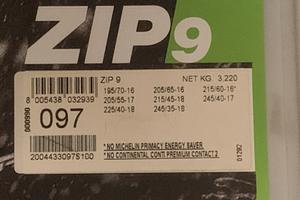 ZIP9
ZIP 9 NET KG. 3.220
8 005438 032939
195/70-16 205/65-16 215/60-16*
205/55-17 215/45-18 245/40-17
225/40-18 245/35-18
097
2004433097S100
* NO MICHELIN PRIMACY ENERGY SAVER
* NO CONTINENTAL CONTI PREMIUM CONTACT 2